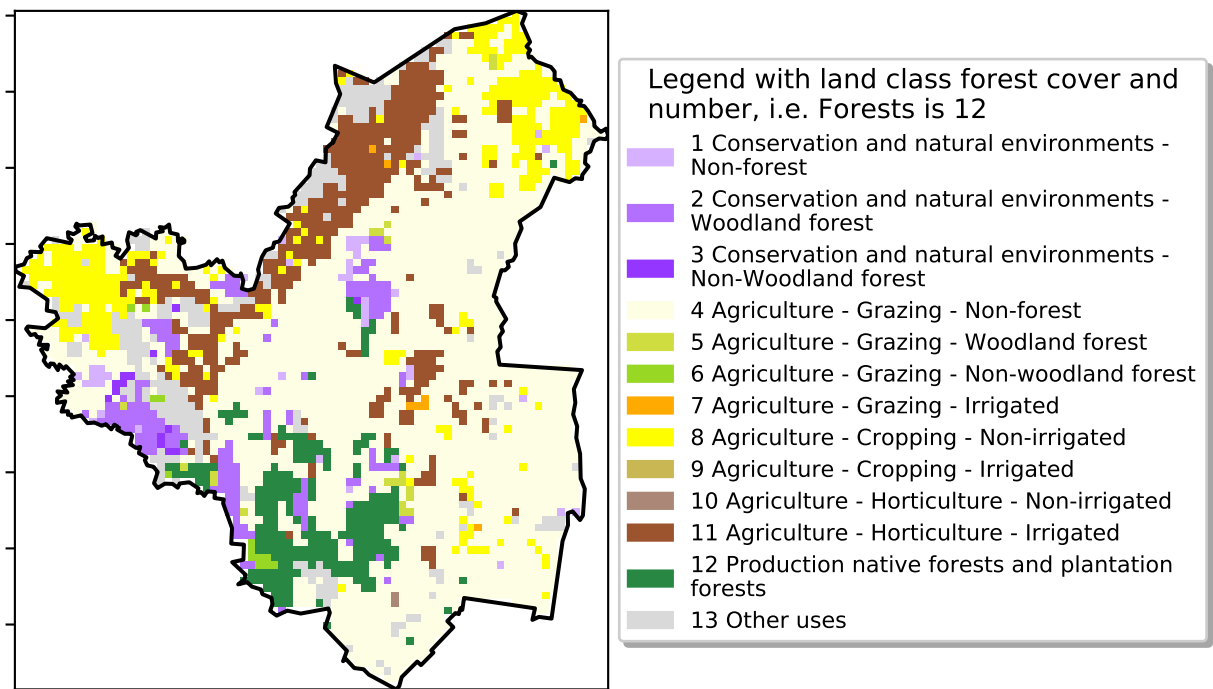 Legend with land class forest cover and
number, i.e. Forests is 12
1 Conservation and natural environments -
Non-forest
2 Conservation and natural environments -
Woodland forest
3 Conservation and natural environments -
Non-Woodland forest
4 Agriculture - Grazing - Non-forest
5 Agriculture - Grazing - Woodland forest
6 Agriculture - Grazing - Non-woodland forest
7 Agriculture - Grazing - Irrigated
8 Agriculture - Cropping - Non-irrigated
9 Agriculture - Cropping - Irrigated
10 Agriculture - Horticulture - Non-irrigated
11 Agriculture - Horticulture - Irrigated
12 Production native forests and plantation
forests
13 Other uses